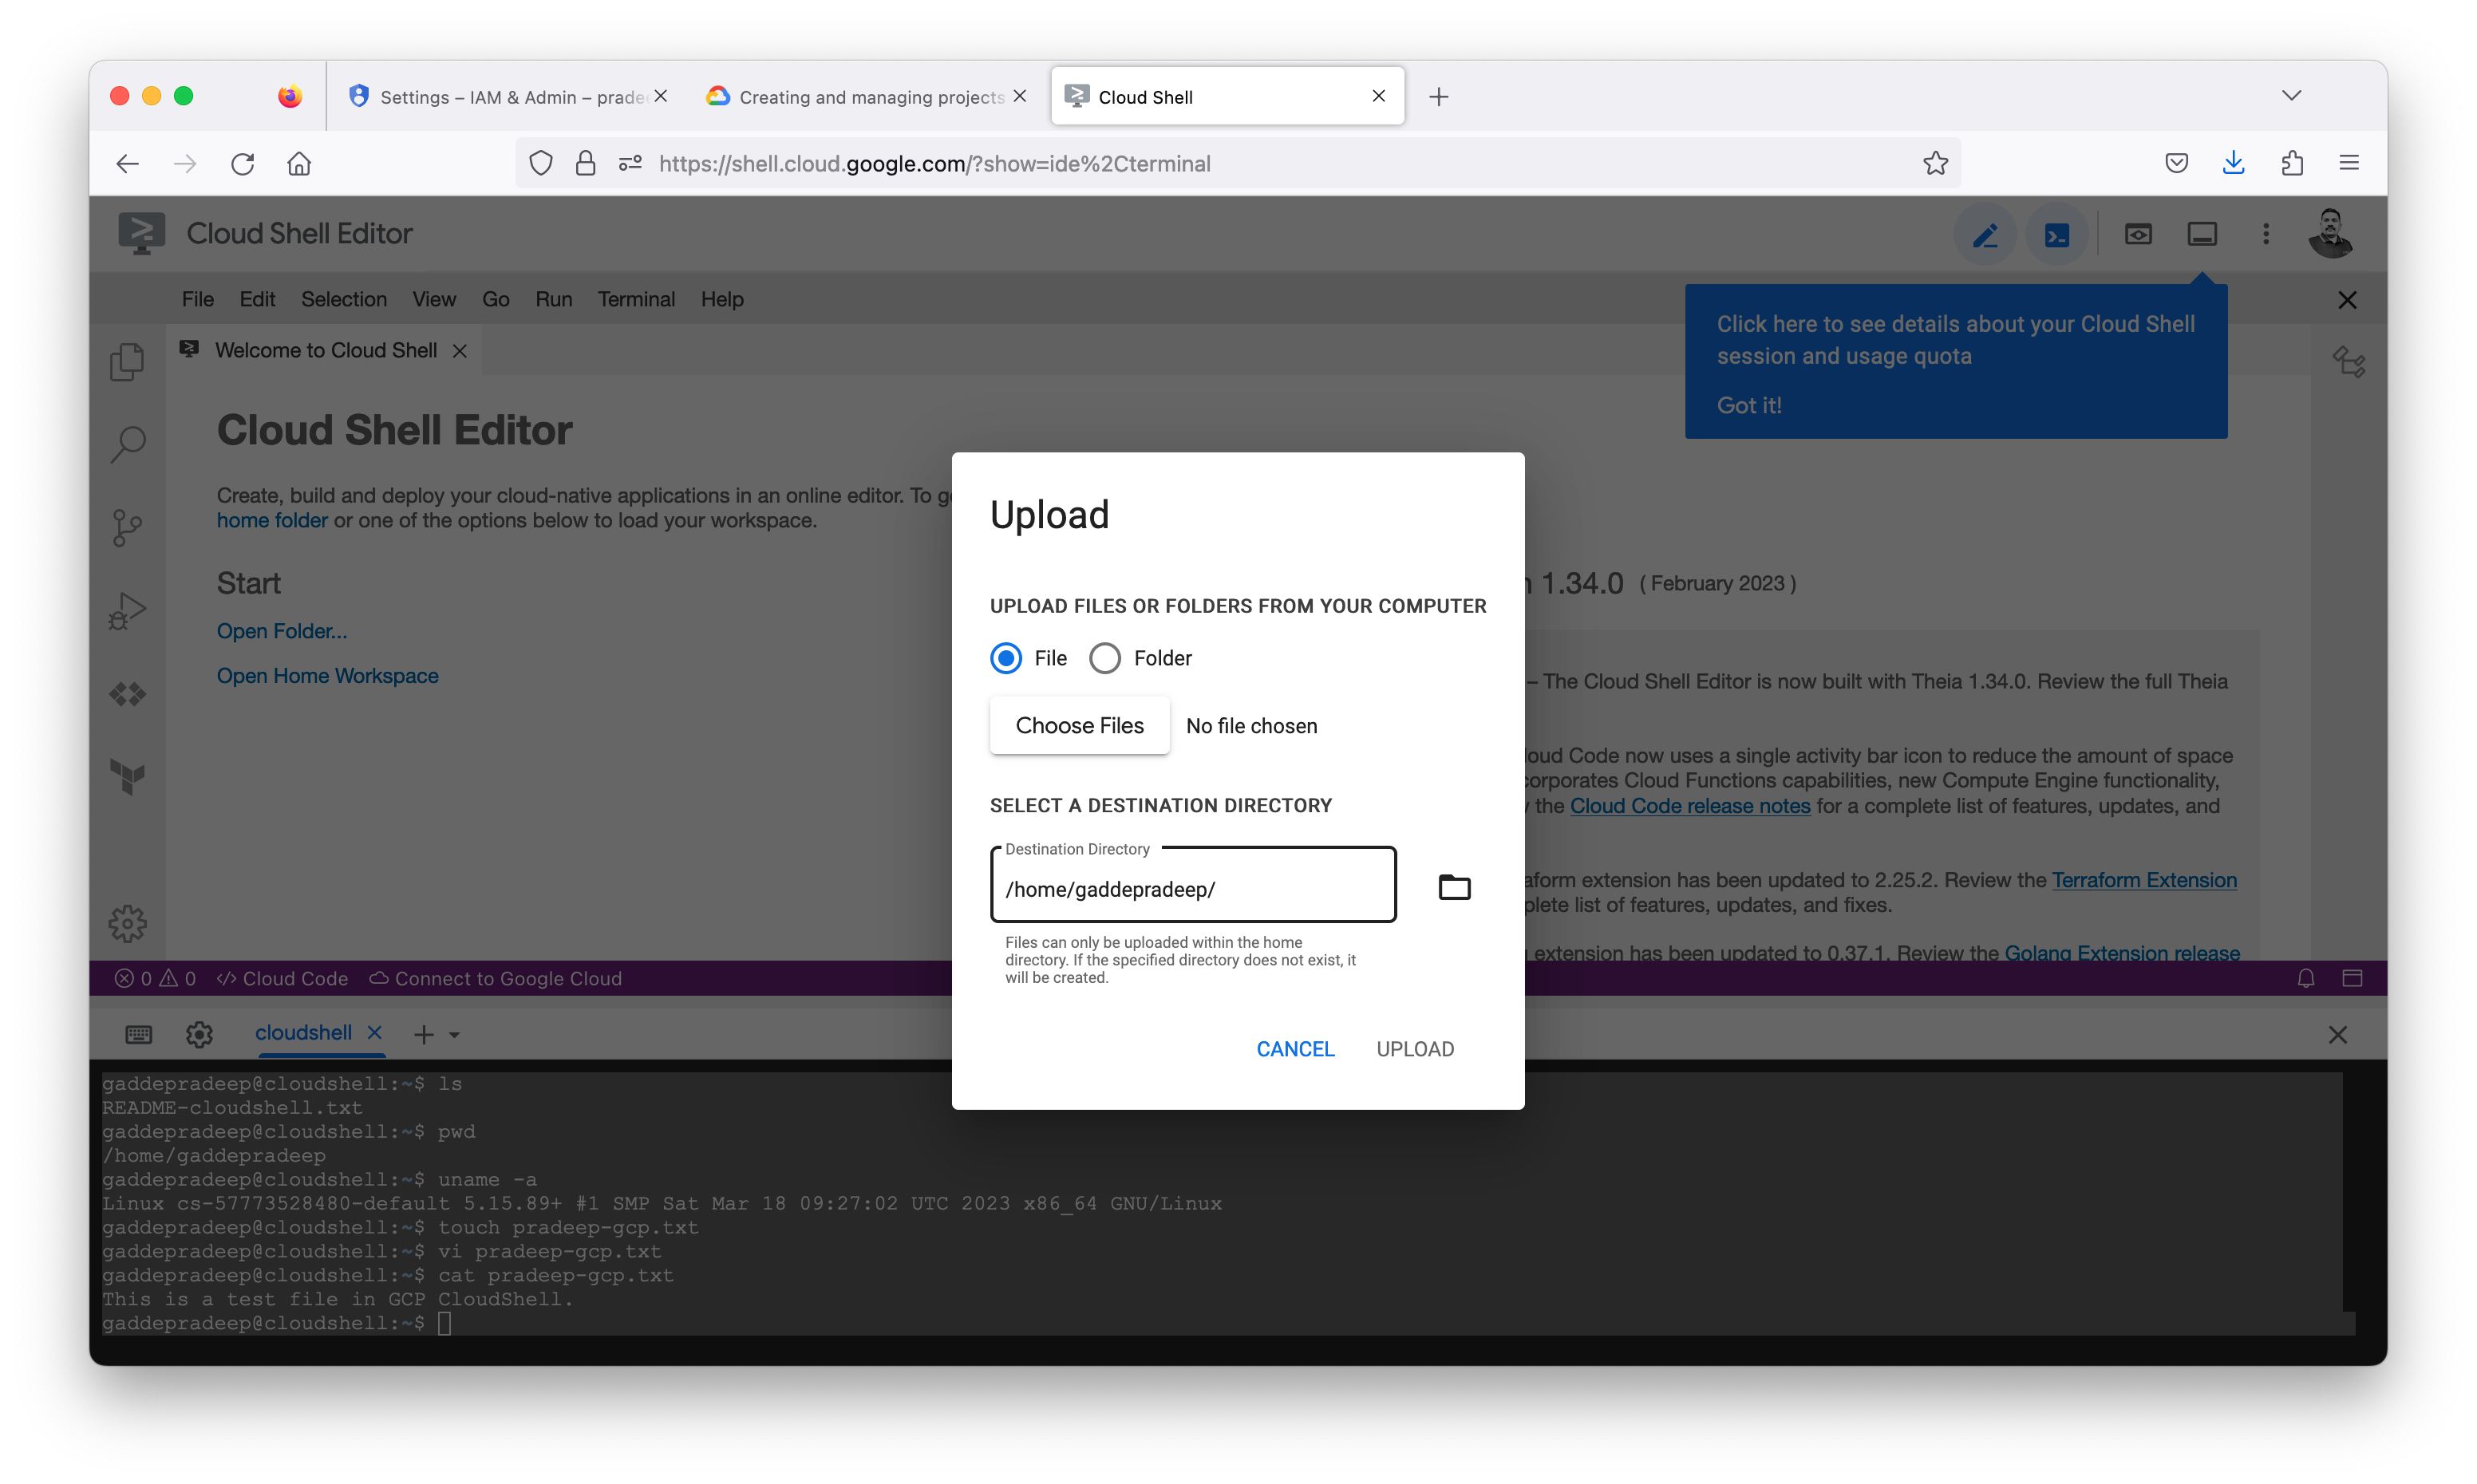 Settings – IAM & Admin – prade
Creating and managing projects
Cloud Shell
https://shell.cloud.google.com/?show=ide%2Cterminal
Cloud Shell Editor
File Edit Selection View Go Run Terminal Help
Click here to see details about your Cloud Shell
session and usage quota
Got it!
Welcome to Cloud Shell
Cloud Shell Editor
Create, build and deploy your cloud-native applications in an online editor. To
home folder or one of the options below to load your workspace.
Start
Open Folder...
Open Home Workspace
1.34.0 ( February 2023 )
– The Cloud Shell Editor is now built with Theia 1.34.0. Review the full Theia
loud Code now uses a single activity bar icon to reduce the amount of space
corporates Cloud Functions capabilities, new Compute Engine functionality,
the Cloud Code release notes for a complete list of features, updates, and
aform extension has been updated to 2.25.2. Review the Terraform Extension
plete list of features, updates, and fixes.
extension has been updated to 0.37.1. Review the Golang Extension release
Upload
UPLOAD FILES OR FOLDERS FROM YOUR COMPUTER
File Folder
Choose Files No file chosen
SELECT A DESTINATION DIRECTORY
Destination Directory
/home/gaddepradeep/
Files can only be uploaded within the home
directory. If the specified directory does not exist, it
will be created.
CANCEL UPLOAD
0 0 </> Cloud Code Connect to Google Cloud
cloudshell
gaddepradeep@cloudshell:~$ ls
README-cloudshell.txt
gaddepradeep@cloudshell:~$ pwd
/home/gaddepradeep
gaddepradeep@cloudshell:~$ uname -a
Linux cs-57773528480-default 5.15.89+ #1 SMP Sat Mar 18 09:27:02 UTC 2023 x86_64 GNU/Linux
gaddepradeep@cloudshell:~$ touch pradeep-gcp.txt
gaddepradeep@cloudshell:~$ vi pradeep-gcp.txt
gaddepradeep@cloudshell:~$ cat pradeep-gcp.txt
This is a test file in GCP CloudShell.
gaddepradeep@cloudshell:~$